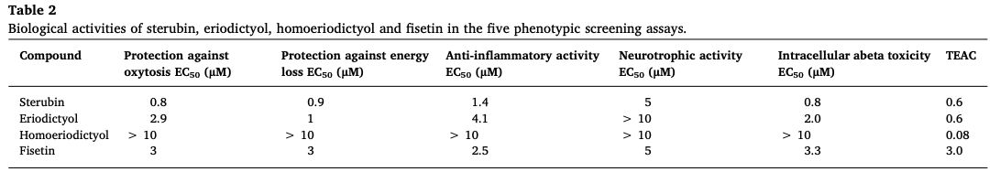 Table 2
Biological activities of sterubin, eriodictyol, homoeriodictyol and fisetin in the five phenotypic screening assays.
Compound Protection against oxytosis EC50 (μM) Protection against energy loss EC50 (μM) Anti-inflammatory activity EC50 (μM) Neurotrophic activity EC50 (μM) Intracellular abeta toxicity EC50 (μM) TEAC
Sterubin 0.8 0.9 1.4 5 0.8 0.6
Eriodictyol 2.9 1 4.1 > 10 2.0 0.6
Homoeriodictyol > 10 > 10 > 10 > 10 > 10 0.08
Fisetin 3 3 2.5 5 3.3 3.0